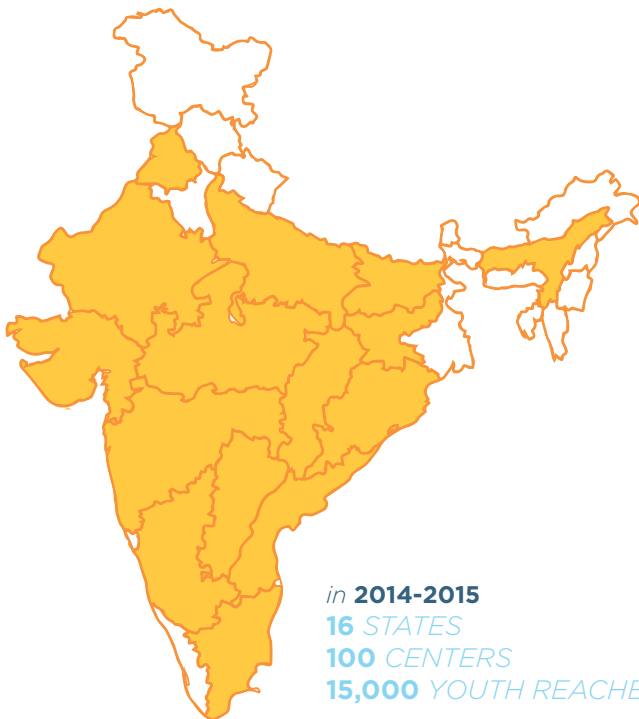 in 2014-2015
16 STATES
100 CENTERS
15,000 YOUTH REACHE